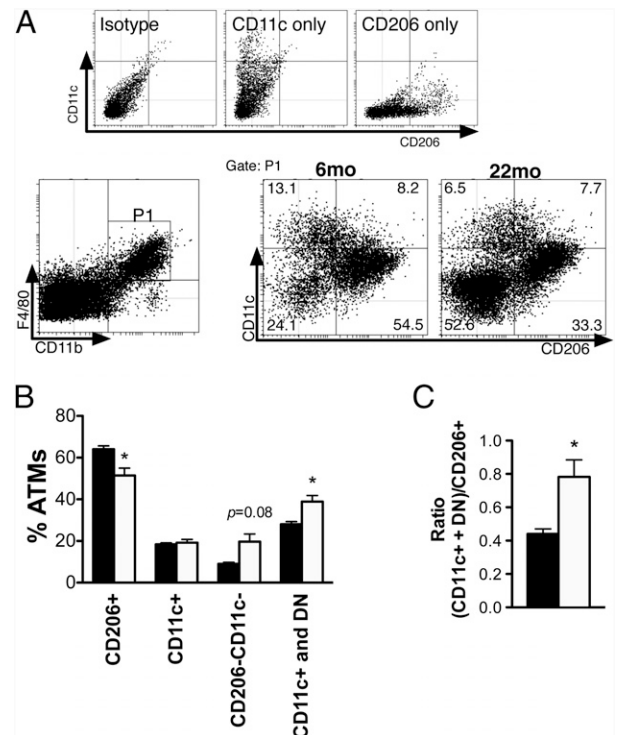 A
Isotype
CD11c only
CD206 only
CD11c
CD206
P1
F4/80
CD11b
Gate: P1
6mo
22mo
13.1 8.2
24.1 54.5
6.5 7.7
52.6 33.3
CD11c
CD206
B
% ATMs
80
60
40
20
0
*
p=0.08
*
CD206+
CD11c+
CD206-CD11c-
CD11c+ and DN
C
Ratio
(CD11c+ + DN)/CD206+
1.0
0.8
0.6
0.4
0.2
0.0
*